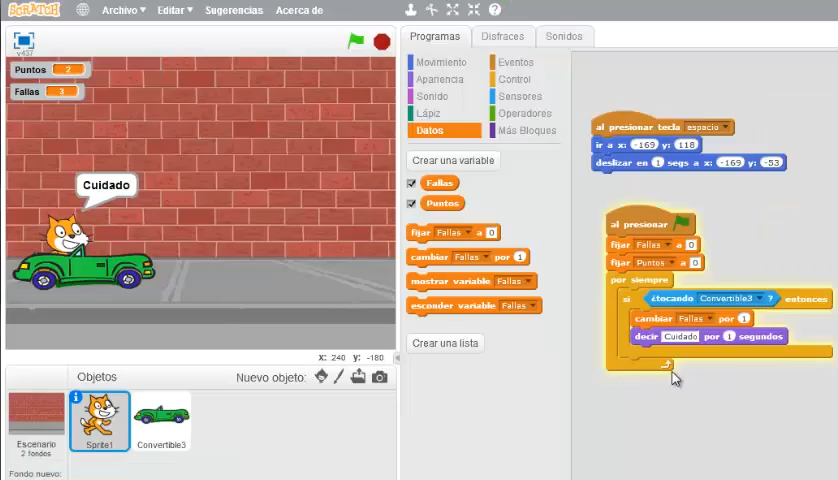 SCRATCH Archivo Editar Sugerencias Acerca de
v437
Puntos 2
Fallas 3
Cuidado
x: 240 y: -180
Objetos Nuevo objeto:
Escenario
2 fondos
Fondo nuevo:
Sprite1
Convertible3
Programas Disfraces Sonidos
Movimiento Eventos
Apariencia Control
Sonido Sensores
Lápiz Operadores
Datos Más Bloques
Crear una variable
Fallas
Puntos
fijar Fallas a 0
cambiar Fallas por 1
mostrar variable Fallas
esconder variable Fallas
Crear una lista
al presionar tecla espacio
ir a x: -169 y: 118
deslizar en 1 segs a x: -169 y: -53
al presionar
fijar Fallas a 0
fijar Puntos a 0
por siempre
si ¿tocando Convertible3 ? entonces
cambiar Fallas por 1
decir Cuidado por 1 segundos